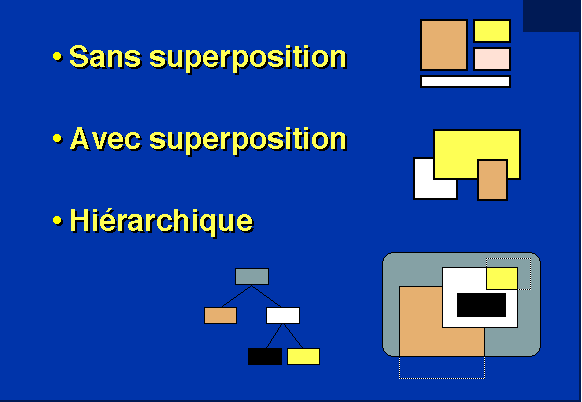 • Sans superposition
• Avec superposition
• Hiérarchique